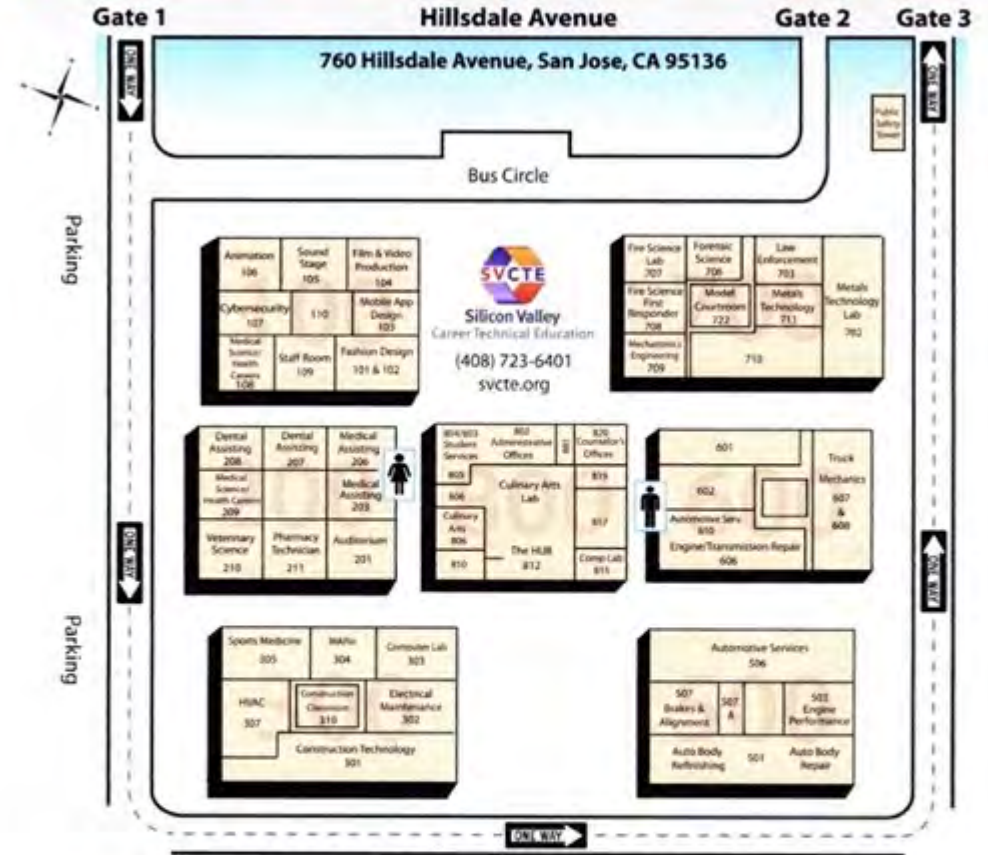 Gate 1
Hillsdale Avenue
Gate 2
Gate 3
760 Hillsdale Avenue, San Jose, CA 95136
ONE WAY
ONE WAY
Public
Safety
Tower
Bus Circle
Parking
Animation
106
Sound
Stage
105
Film & Video
Production
104
Cybersecurity
107
110
Mobile App
Design
103
Medical
Science/
Health
Careers
108
Staff Room
109
Fashion Design
101 & 102
SVCTE
Silicon Valley
Career Technical Education
(408) 723-6401
svcte.org
Fire Science
Lab
707
Forensic
Science
706
Law
Enforcement
703
Metals
Technology
Lab
702
Fire Science
First
Responder
708
Model
Courtroom
722
Metals
Technology
711
Mechatronics
Engineering
709
710
Dental
Assisting
208
Dental
Assisting
207
Medical
Assisting
206
Medical
Science/
Health Careers
209
Medical
Assisting
203
Veterinary
Science
210
Pharmacy
Technician
211
Auditorium
201
804/803
Student
Services
802
Administrative
Offices
801
820
Counselor's
Offices
805
Culinary Arts
Lab
819
806
Culinary
Arts
817
810
The HUB
812
Comp Lab
815
601
Truck
Mechanics
607
&
602
Automotive Serv.
610
Engine/Transmission Repair
606
ONE WAY
ONE WAY
Parking
Sports Medicine
305
304
Computer Lab
303
HVAC
307
Construction
Classroom
310
Electrical
Maintenance
302
Construction Technology
301
Automotive Services
506
507
Brakes &
Alignment
507
A
503
Engine
Performance
Auto Body
Refinishing
501
Auto Body
Repair
ONE WAY